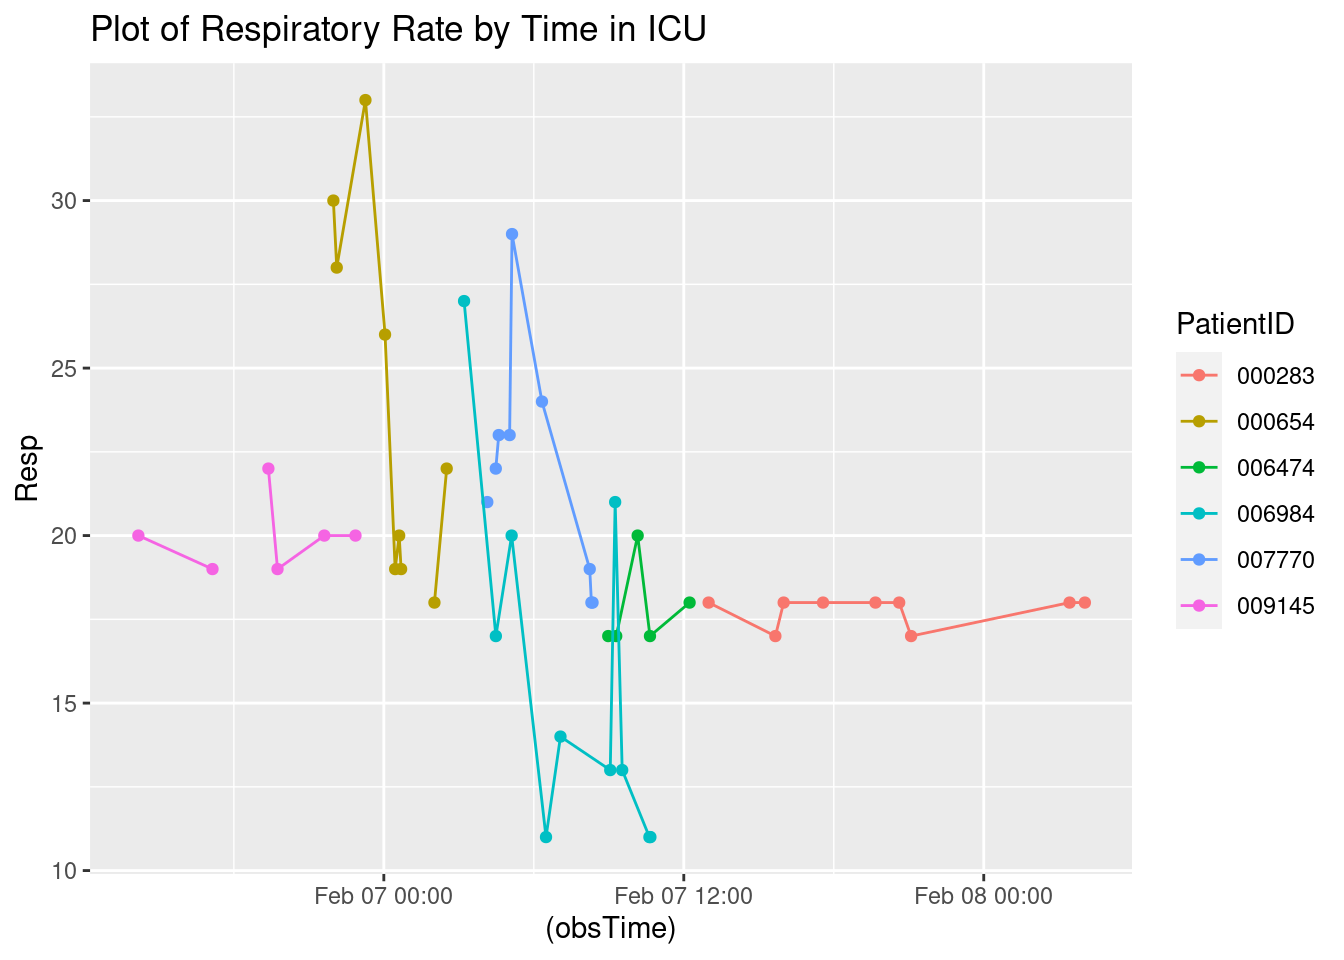 Plot of Respiratory Rate by Time in ICU
Resp
30
25
20
15
10
Feb 07 00:00
Feb 07 12:00
Feb 08 00:00
(obsTime)
PatientID
000283
000654
006474
006984
007770
009145